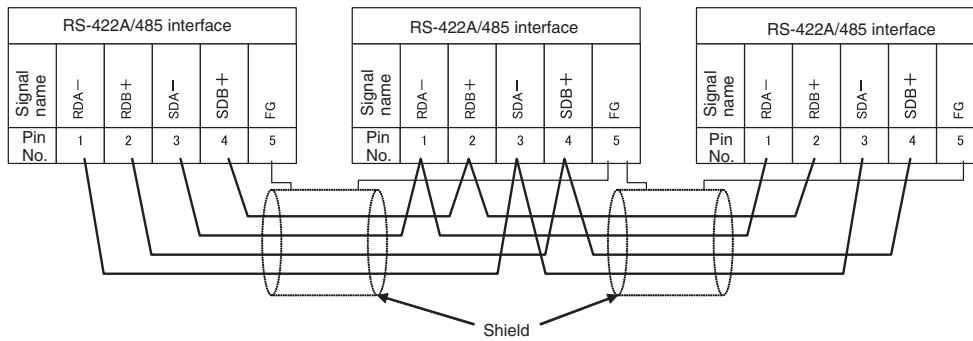 RS-422A/485 interface
Signal name
RDA－
RDB＋
SDA－
SDB＋
FG
Pin No.
1
2
3
4
5
RS-422A/485 interface
Signal name
RDA－
RDB＋
SDA－
SDB＋
FG
Pin No.
1
2
3
4
5
RS-422A/485 interface
Signal name
RDA－
RDB＋
SDA－
SDB＋
FG
Pin No.
1
2
3
4
5
Shield